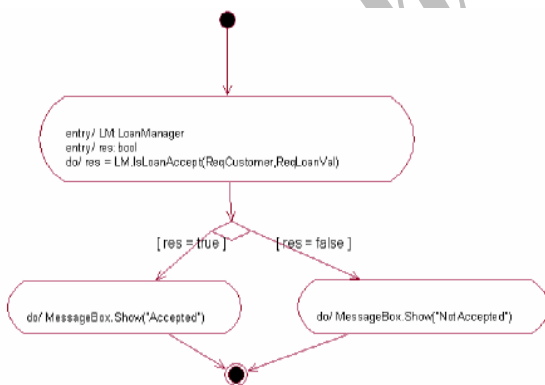 entry/ LM LoanManager
entry/ res: bool
do/ res = LM.IsLoanAccept(ReqCustomer,ReqLoanVal)
[ res = true ]
[ res = false ]
do/ MessageBox.Show("Accepted")
do/ MessageBox.Show("NotAccepted")